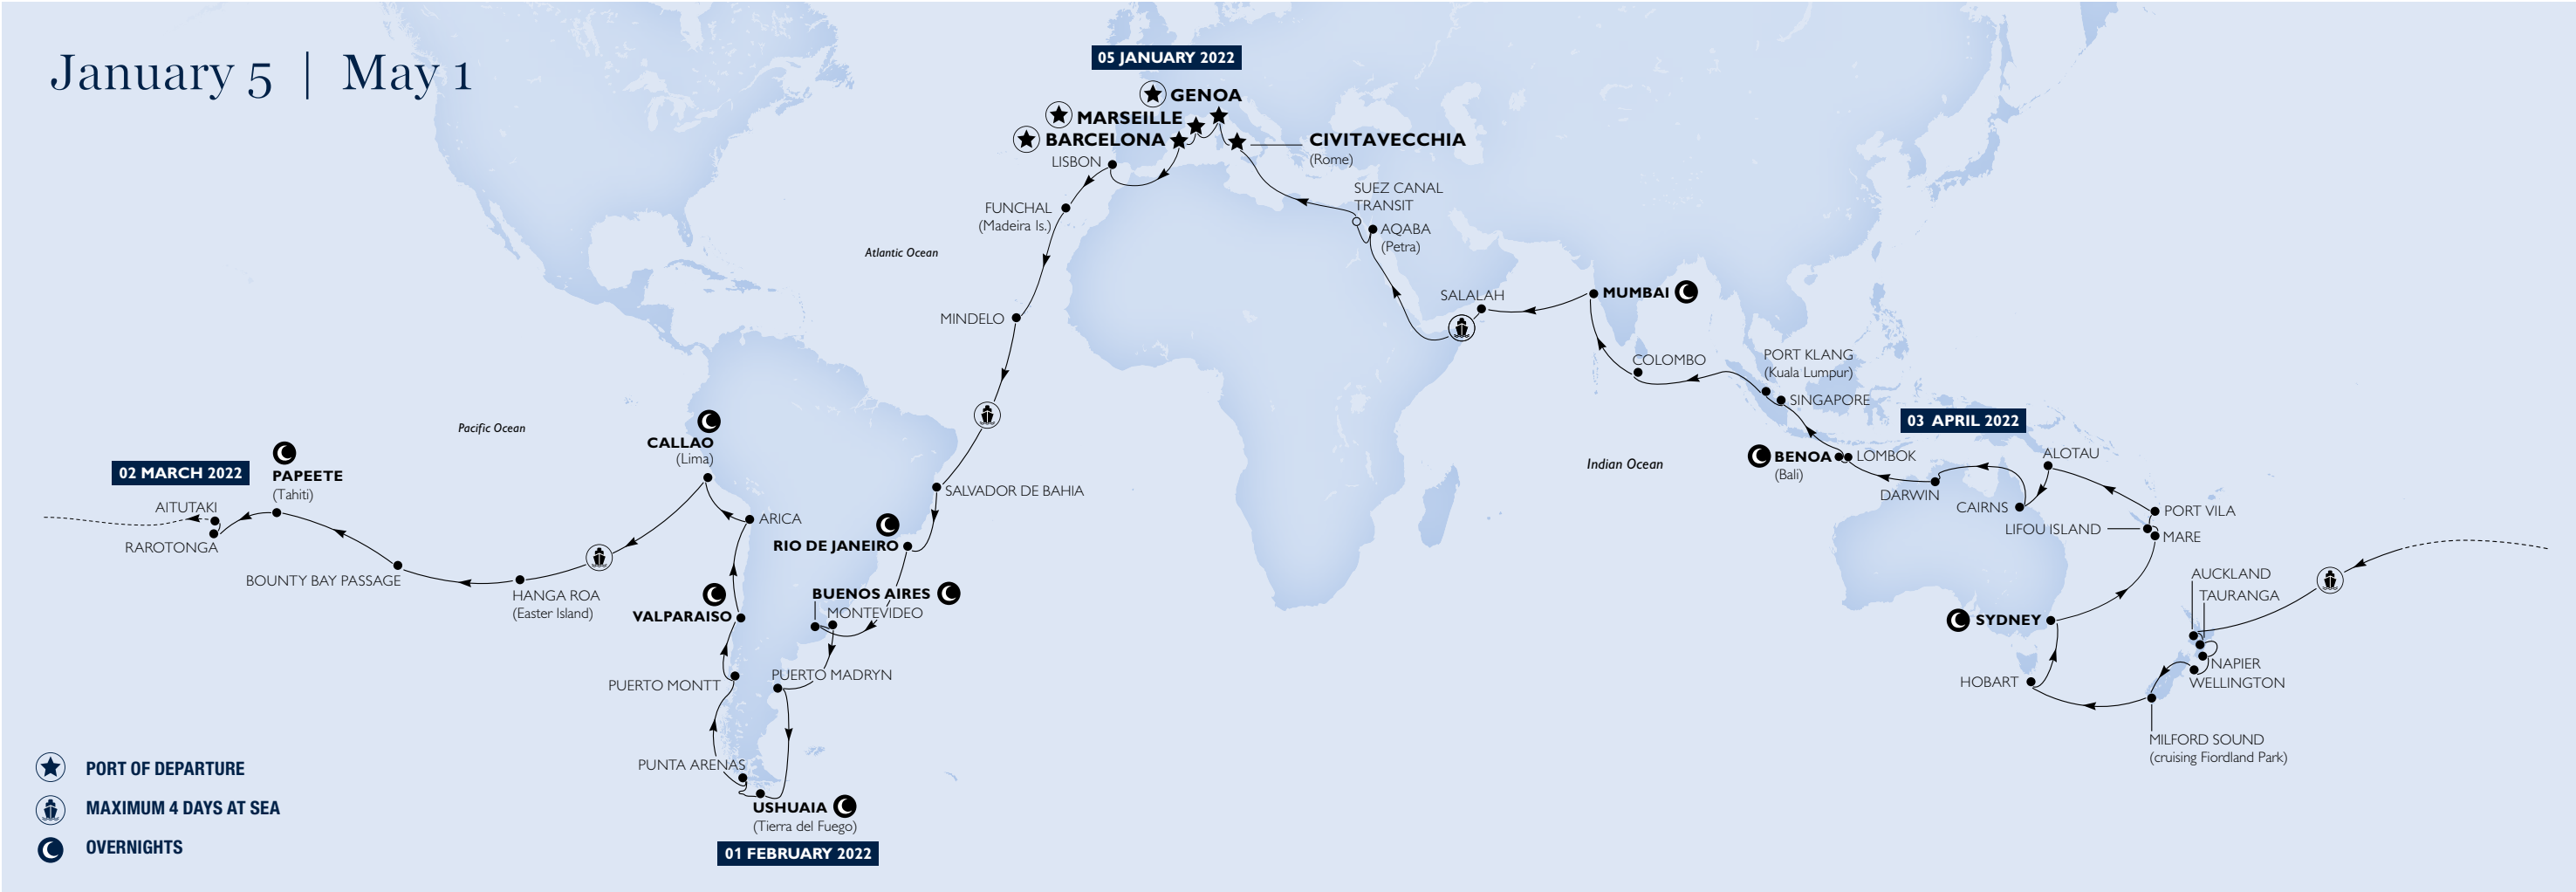 January 5 | May 1
05 JANUARY 2022
GENOA
MARSEILLE
BARCELONA
CIVITAVECCHIA
(Rome)
LISBON
SUEZ CANAL
TRANSIT
FUNCHAL
(Madeira Is.)
AQABA
(Petra)
Atlantic Ocean
SALALAH
MUMBAI
MINDELO
COLOMBO
PORT KLANG
(Kuala Lumpur)
SINGAPORE
03 APRIL 2022
Pacific Ocean
CALLAO
(Lima)
02 MARCH 2022
PAPEETE
(Tahiti)
AITUTAKI
RAROTONGA
BOUNTY BAY PASSAGE
HANGA ROA
(Easter Island)
SALVADOR DE BAHIA
ARICA
RIO DE JANEIRO
BUENOS AIRES
MONTEVIDEO
VALPARAISO
PUERTO MADRYN
PUERTO MONTT
PUNTA ARENAS
USHUAIA
(Tierra del Fuego)
01 FEBRUARY 2022
Indian Ocean
BENOA
(Bali)
LOMBOK
ALOTAU
DARWIN
CAIRNS
PORT VILA
LIFOU ISLAND
MARE
AUCKLAND
TAURANGA
SYDNEY
NAPIER
HOBART
WELLINGTON
MILFORD SOUND
(cruising Fiordland Park)
PORT OF DEPARTURE
MAXIMUM 4 DAYS AT SEA
OVERNIGHTS